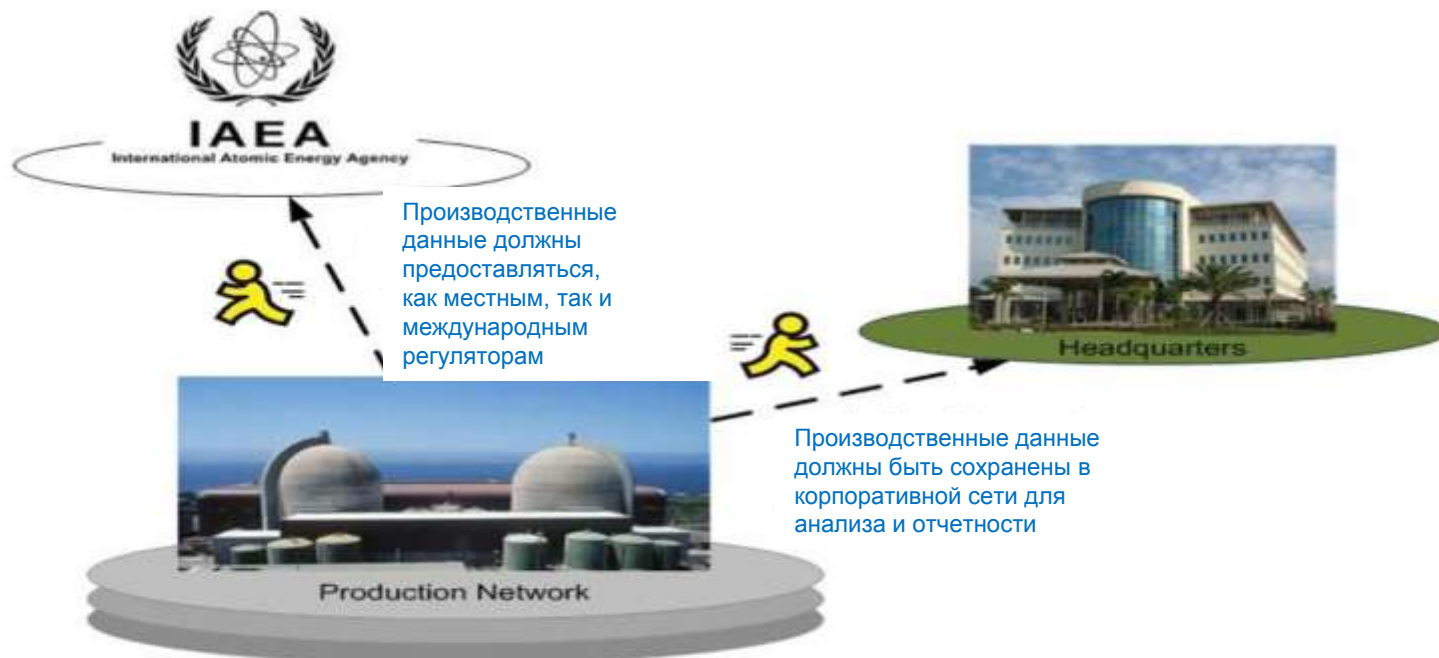 IAEA
International Atomic Energy Agency
Производственные
данные должны
предоставляться,
как местным, так и
международным
регуляторам
Headquarters
Производственные данные
должны быть сохранены в
корпоративной сети для
анализа и отчетности
Production Network